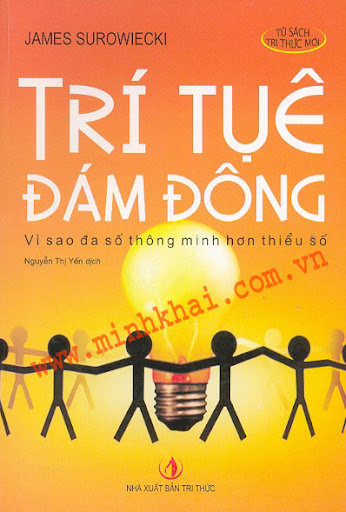 JAMES SUROWIECKI
TỦ SÁCH
TRI THỨC MỚI
TRÍ TUỆ
ĐÁM ĐÔNG
Vì sao đa số thông minh hơn thiểu số
Nguyễn Thị Yến dịch
www.minhkhai.com.vn
NHÀ XUẤT BẢN TRI THỨC